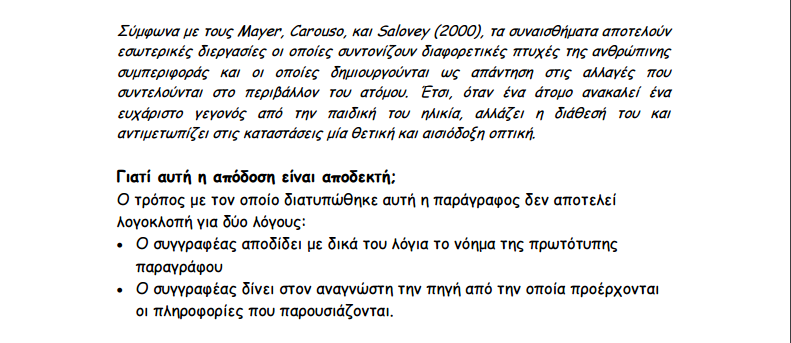 Σύμφωνα με τους Mayer, Carouso, και Salovey (2000), τα συναισθήματα αποτελούν
εσωτερικές διεργασίες οι οποίες συντονίζουν διαφορετικές πτυχές της ανθρώπινης
συμπεριφοράς και οι οποίες δημιουργούνται ως απάντηση στις αλλαγές που
συντελούνται στο περιβάλλον του ατόμου. Έτσι, όταν ένα άτομο ανακαλεί ένα
ευχάριστο γεγονός από την παιδική του ηλικία, αλλάζει η διάθεσή του και
αντιμετωπίζει στις καταστάσεις μία θετική και αισιόδοξη οπτική.
Γιατί αυτή η απόδοση είναι αποδεκτή;
Ο τρόπος με τον οποίο διατυπώθηκε αυτή η παράγραφος δεν αποτελεί
λογοκλοπή για δύο λόγους:
• Ο συγγραφέας αποδίδει με δικά του λόγια το νόημα της πρωτότυπης
παραγράφου
• Ο συγγραφέας δίνει στον αναγνώστη την πηγή από την οποία προέρχονται
οι πληροφορίες που παρουσιάζονται.